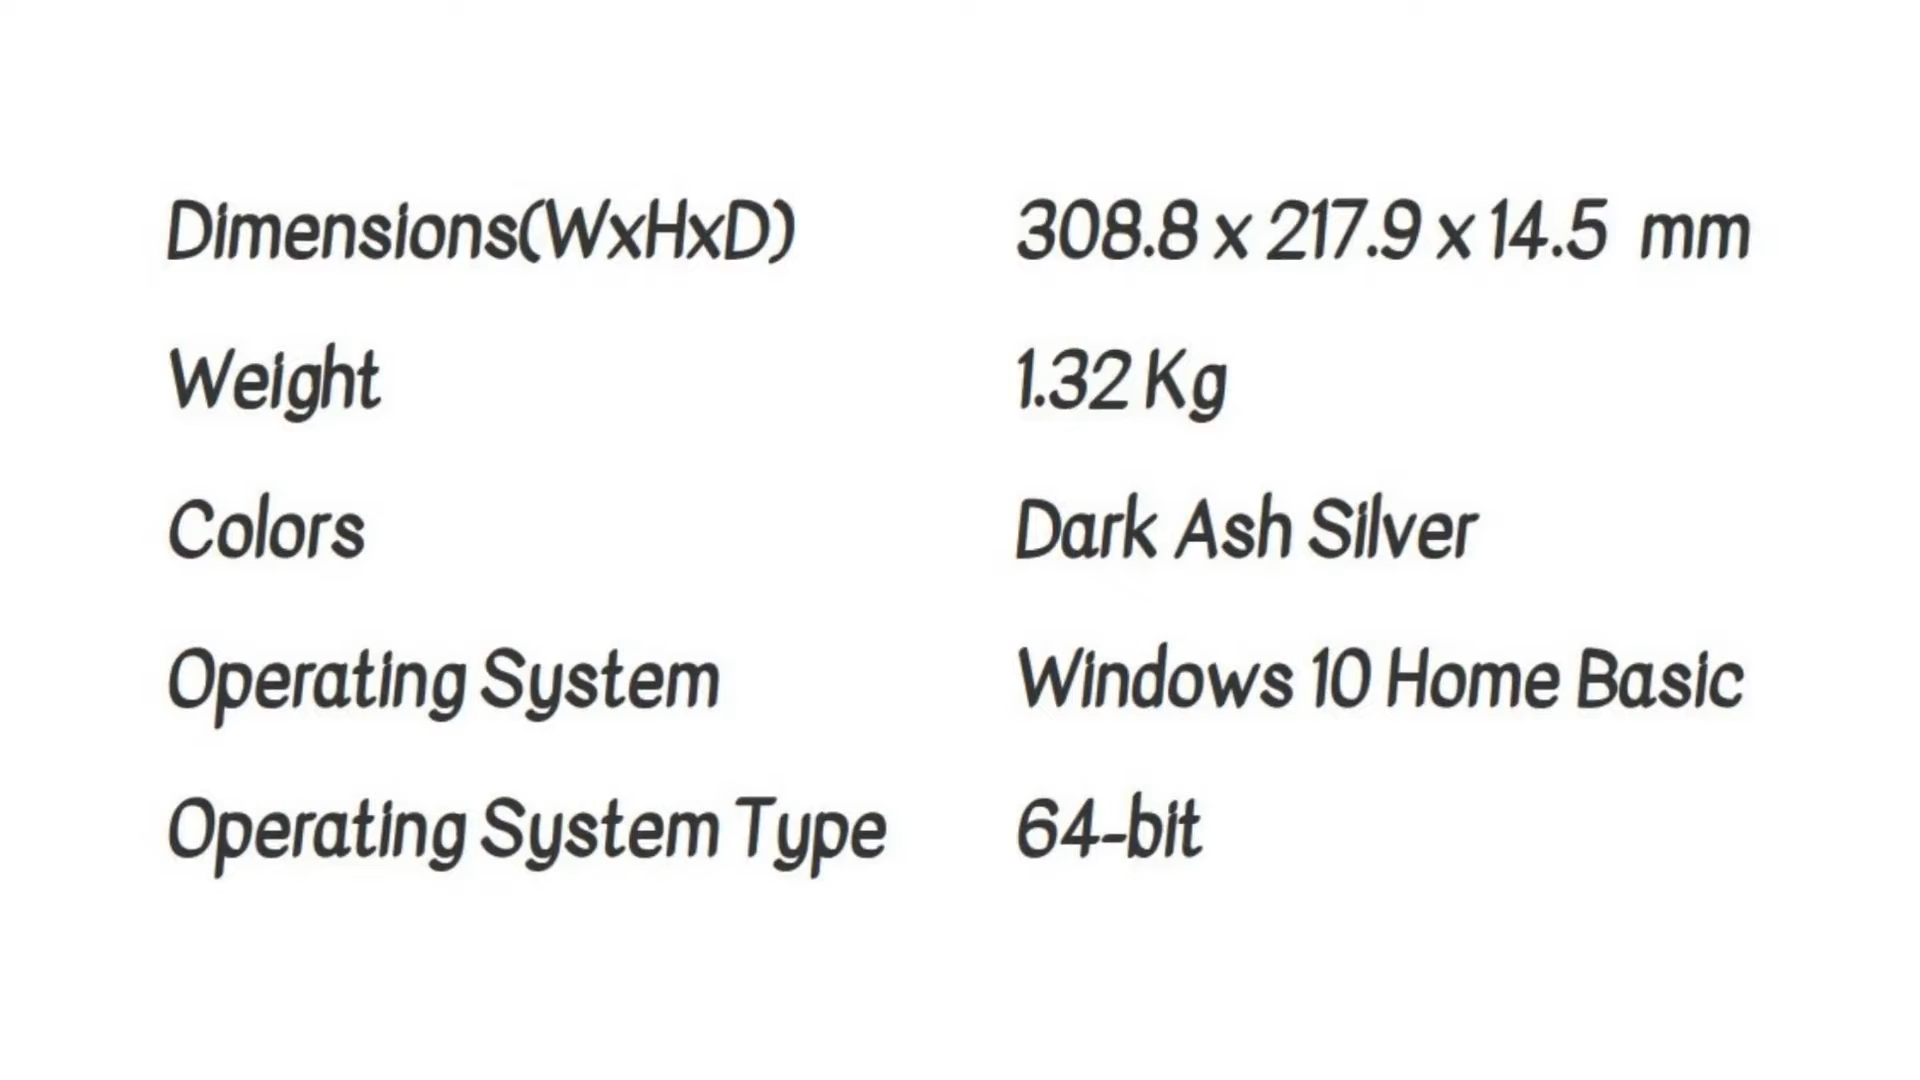 Dimensions(WxHxD) 308.8 x 217.9 x 14.5 mm
Weight 1.32 Kg
Colors Dark Ash Silver
Operating System Windows 10 Home Basic
Operating System Type 64-bit